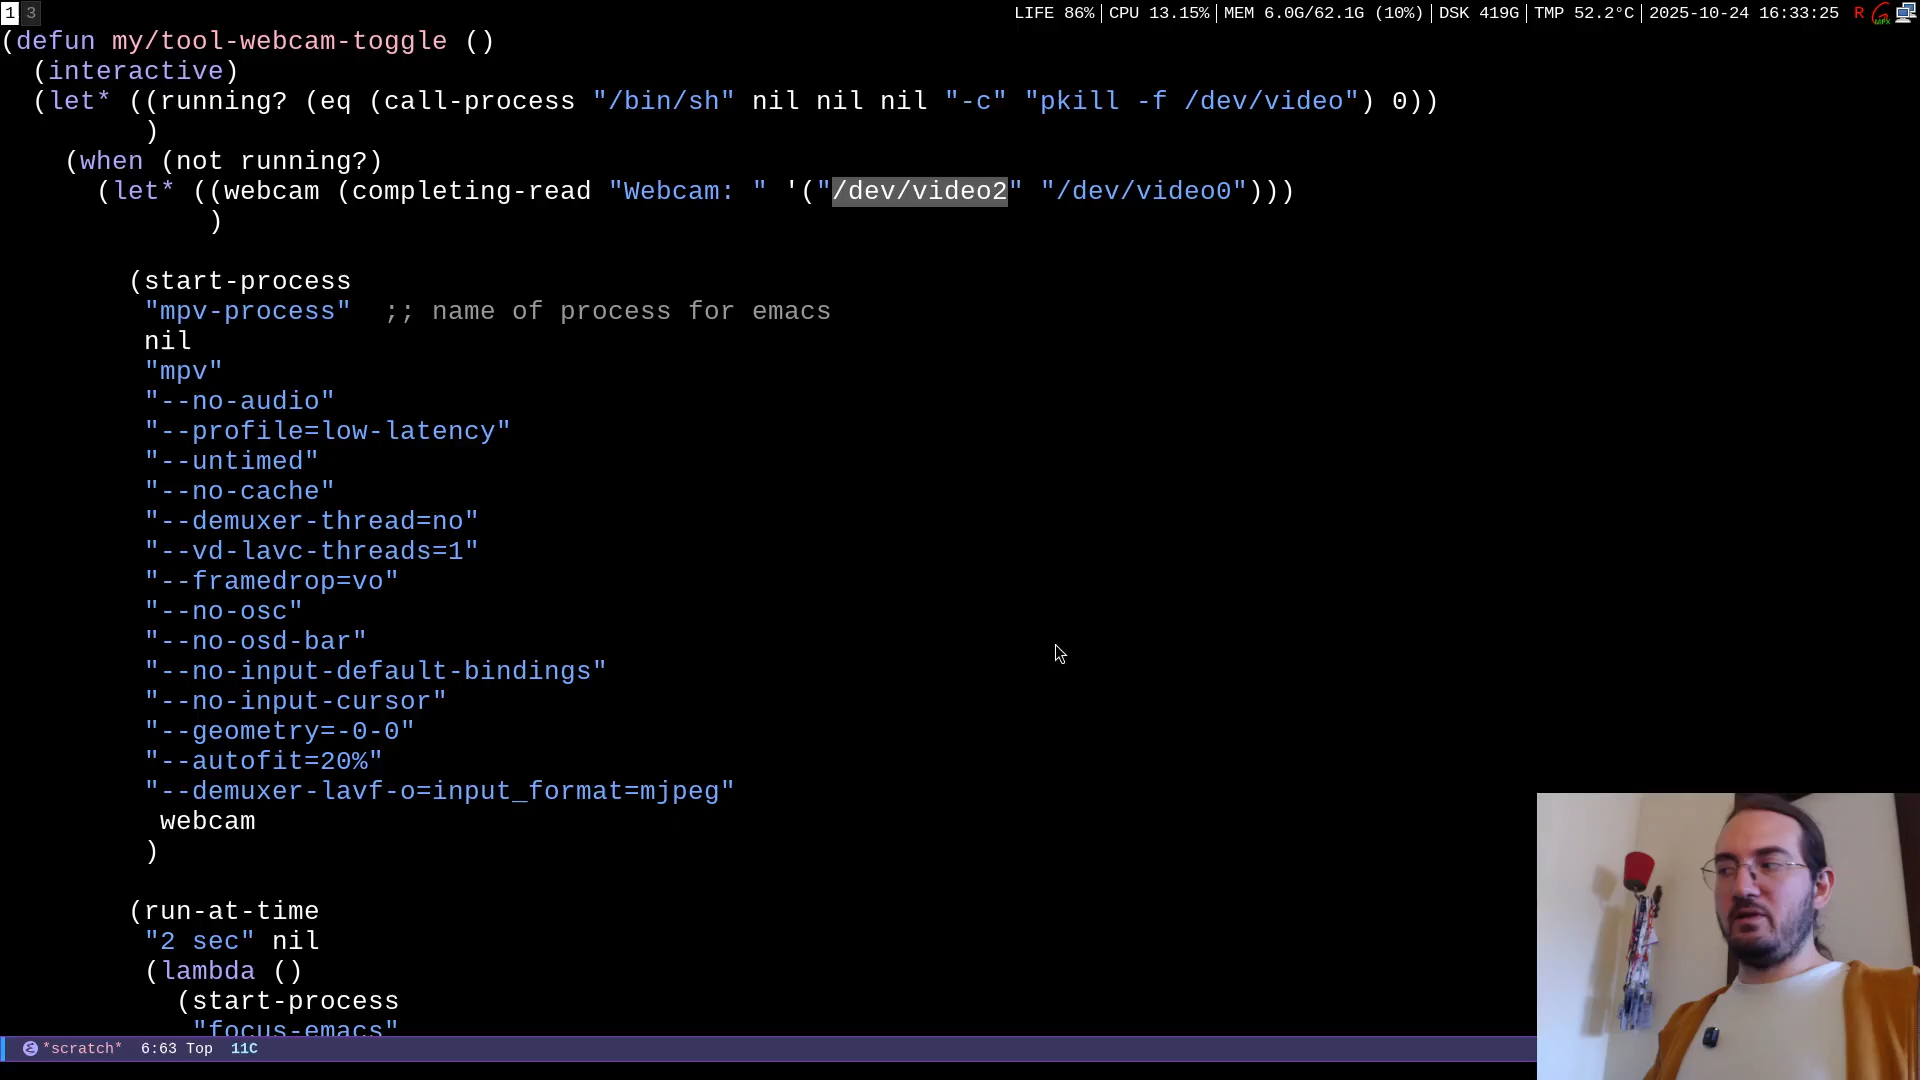 1 3 LIFE 86% CPU 13.15% MEM 6.0G/62.1G (10%) DSK 419G TMP 52.2°C 2025-10-24 16:33:25 R
(defun my/tool-webcam-toggle ()
  (interactive)
  (let* ((running? (eq (call-process "/bin/sh" nil nil nil "-c" "pkill -f /dev/video") 0))
         )
    (when (not running?)
      (let* ((webcam (completing-read "Webcam: " '("/dev/video2" "/dev/video0")))
             )
        (start-process
         "mpv-process"  ;; name of process for emacs
         nil
         "mpv"
         "--no-audio"
         "--profile=low-latency"
         "--untimed"
         "--no-cache"
         "--demuxer-thread=no"
         "--vd-lavc-threads=1"
         "--framedrop=vo"
         "--no-osc"
         "--no-osd-bar"
         "--no-input-default-bindings"
         "--no-input-cursor"
         "--geometry=-0-0"
         "--autofit=20%"
         "--demuxer-lavf-o=input_format=mjpeg"
          webcam
         )
        (run-at-time
         "2 sec" nil
         (lambda ()
           (start-process
            "focus-emacs"
*scratch* 6:63 Top 11C